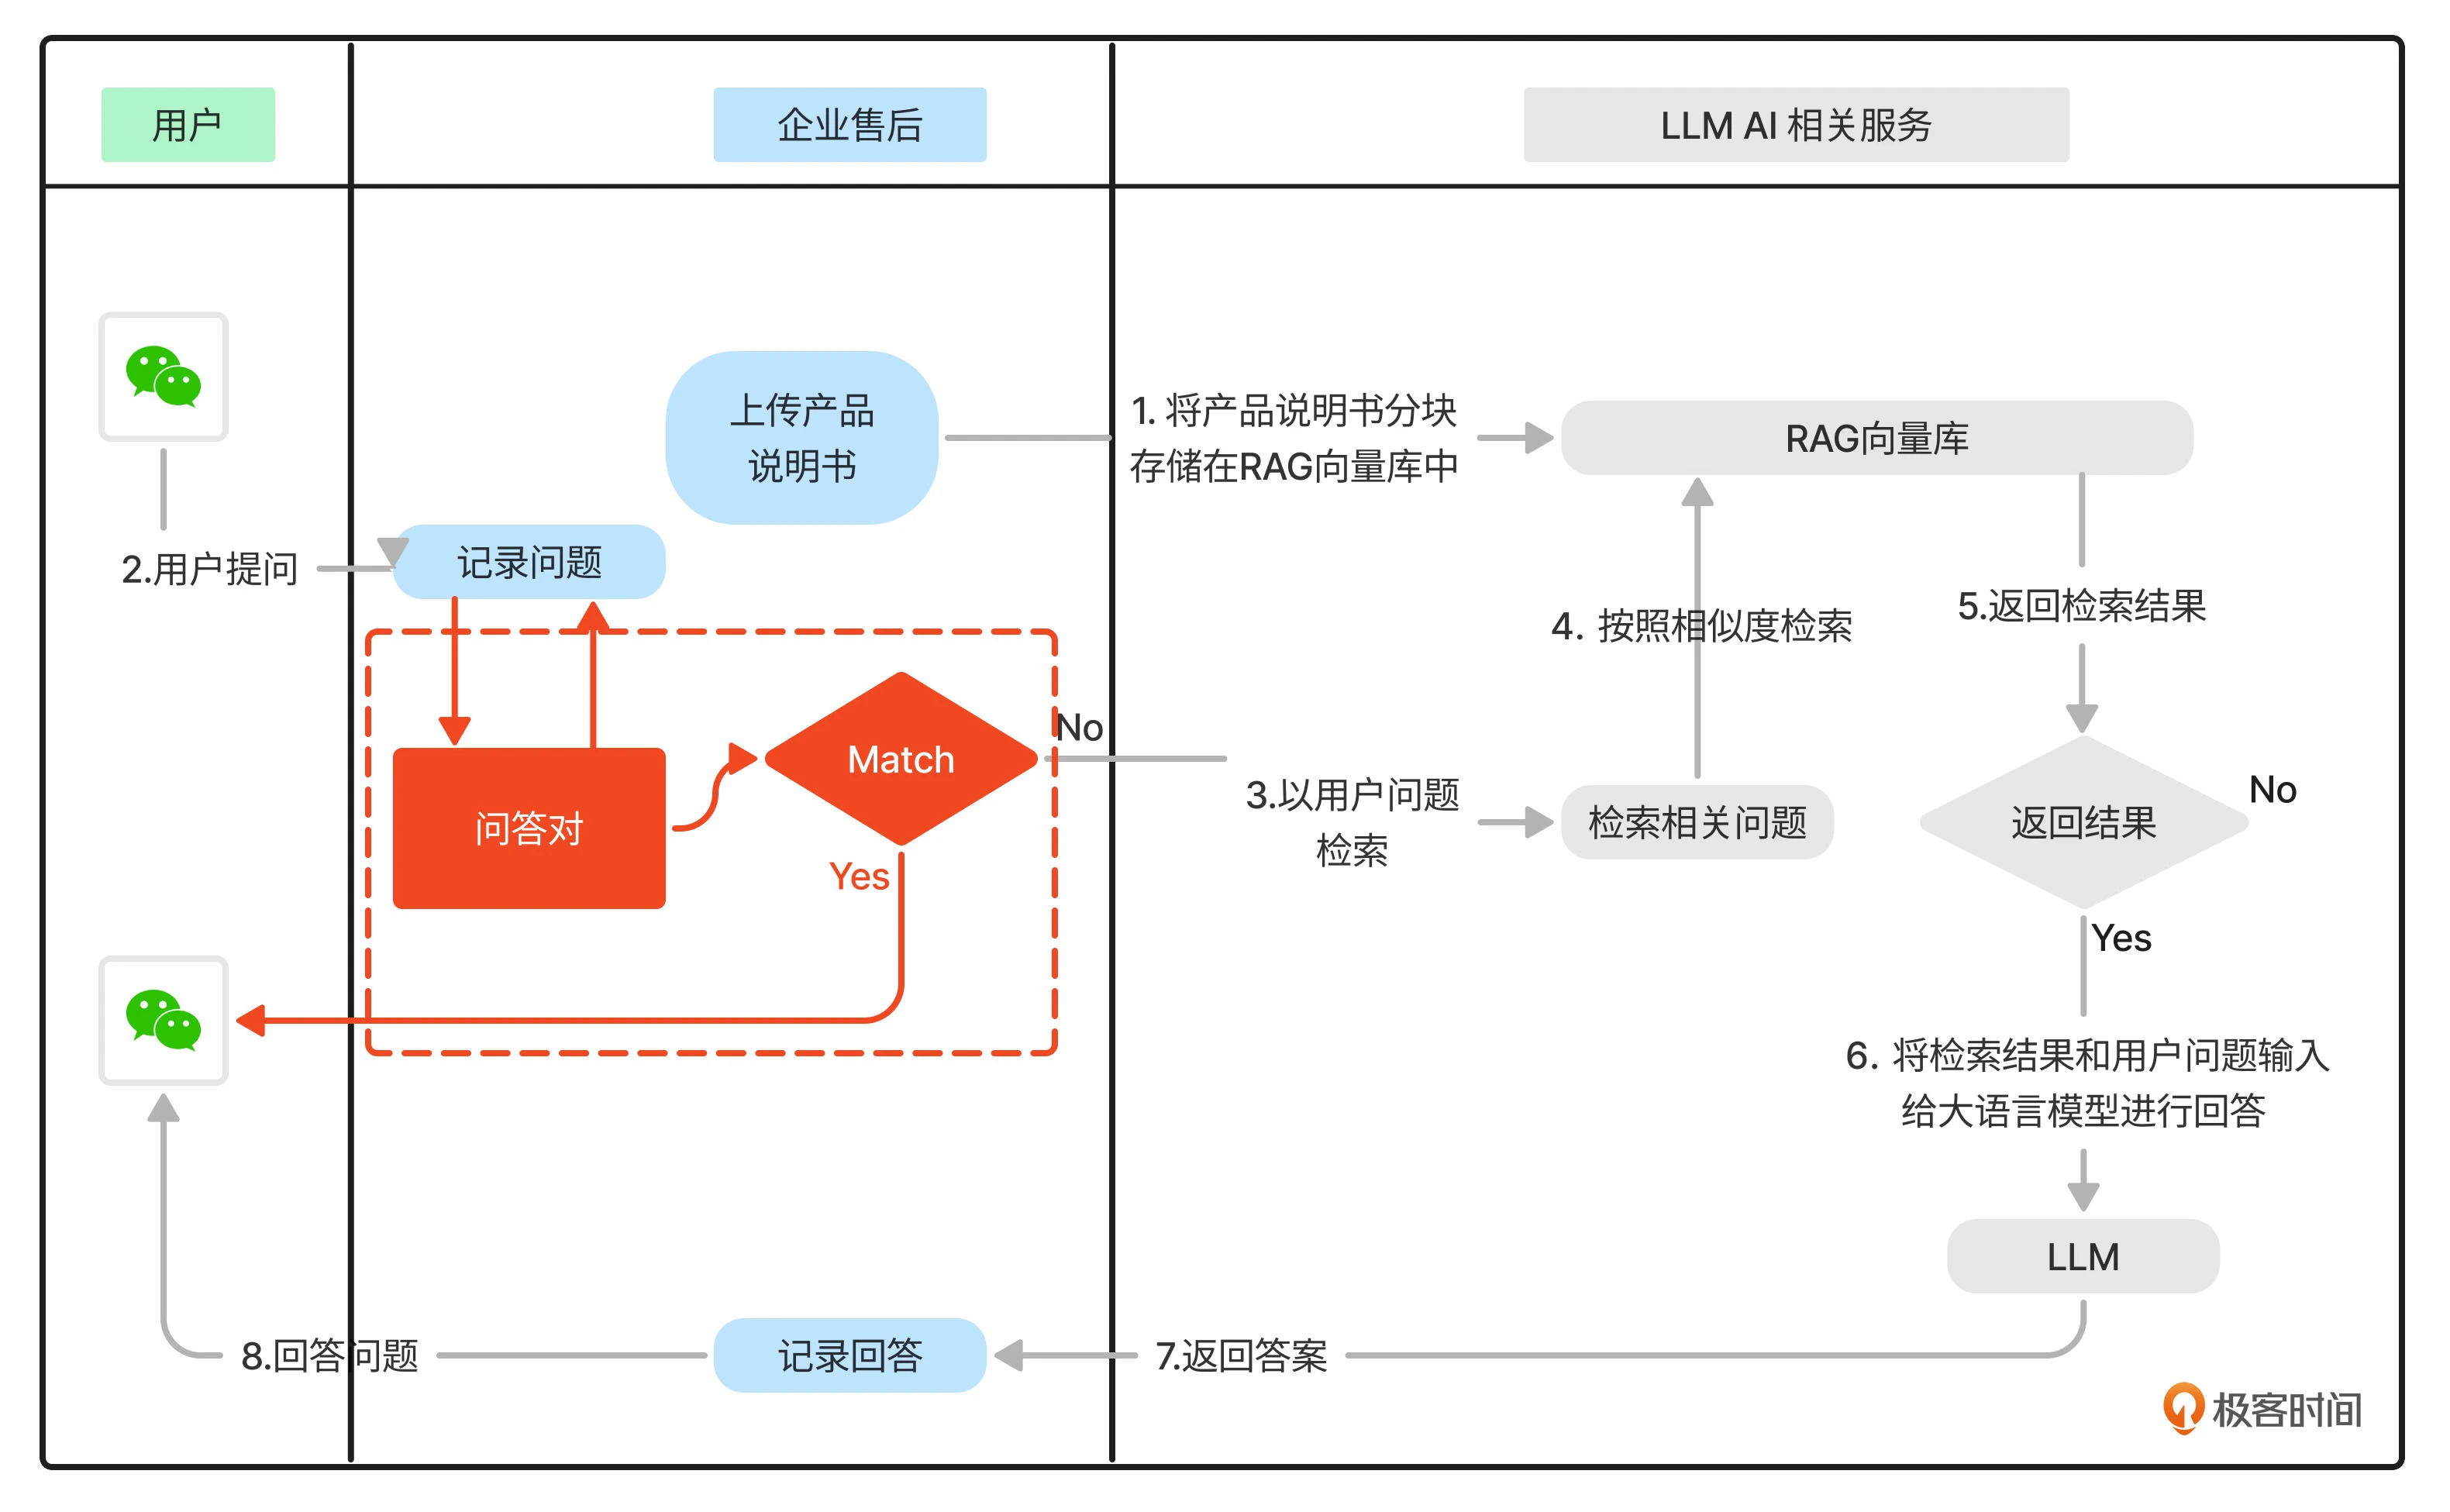 用户
企业售后
LLM AI 相关服务
上传产品
说明书
1. 将产品说明书分块
存储在RAG向量库中
RAG向量库
2.用户提问
记录问题
4. 按照相似度检索
5.返回检索结果
Match
No
问答对
Yes
3.以用户问题
检索
检索相关问题
返回结果
No
Yes
6. 将检索结果和用户问题输入
给大语言模型进行回答
LLM
8.回答问题
记录回答
7.返回答案
极客时间